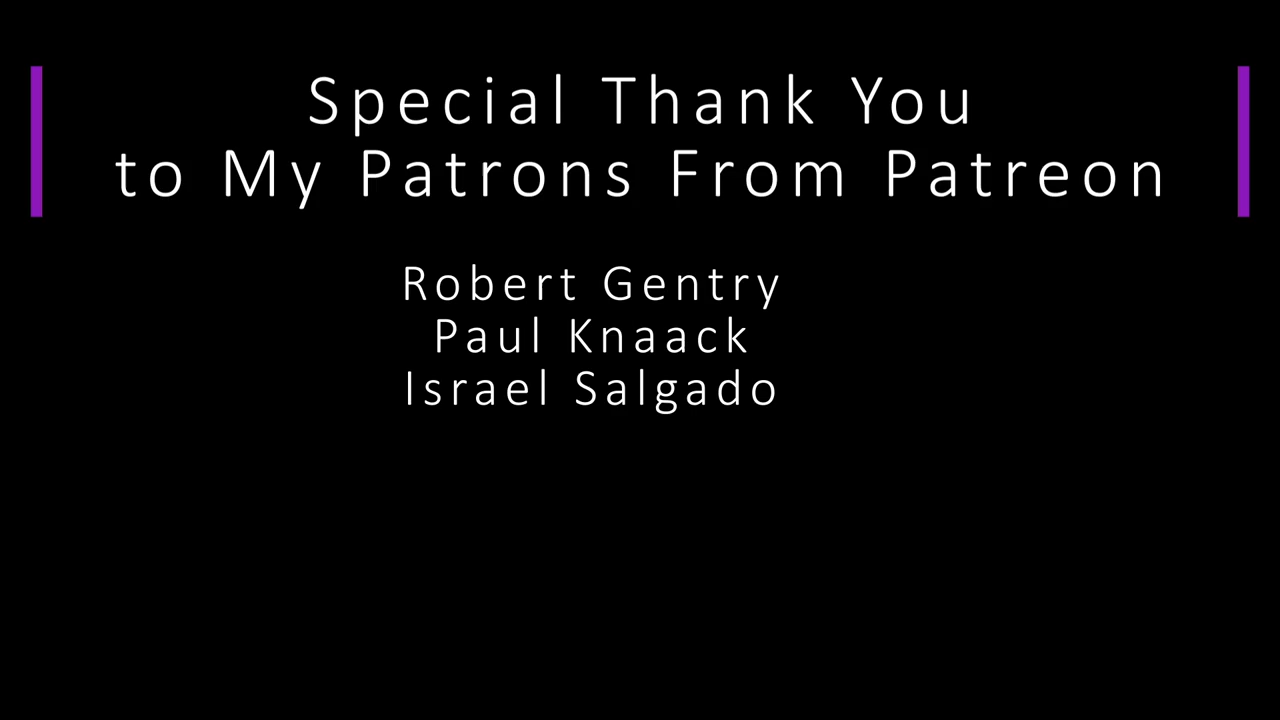 Special Thank You
to My Patrons From Patreon
Robert Gentry
Paul Knaack
Israel Salgado